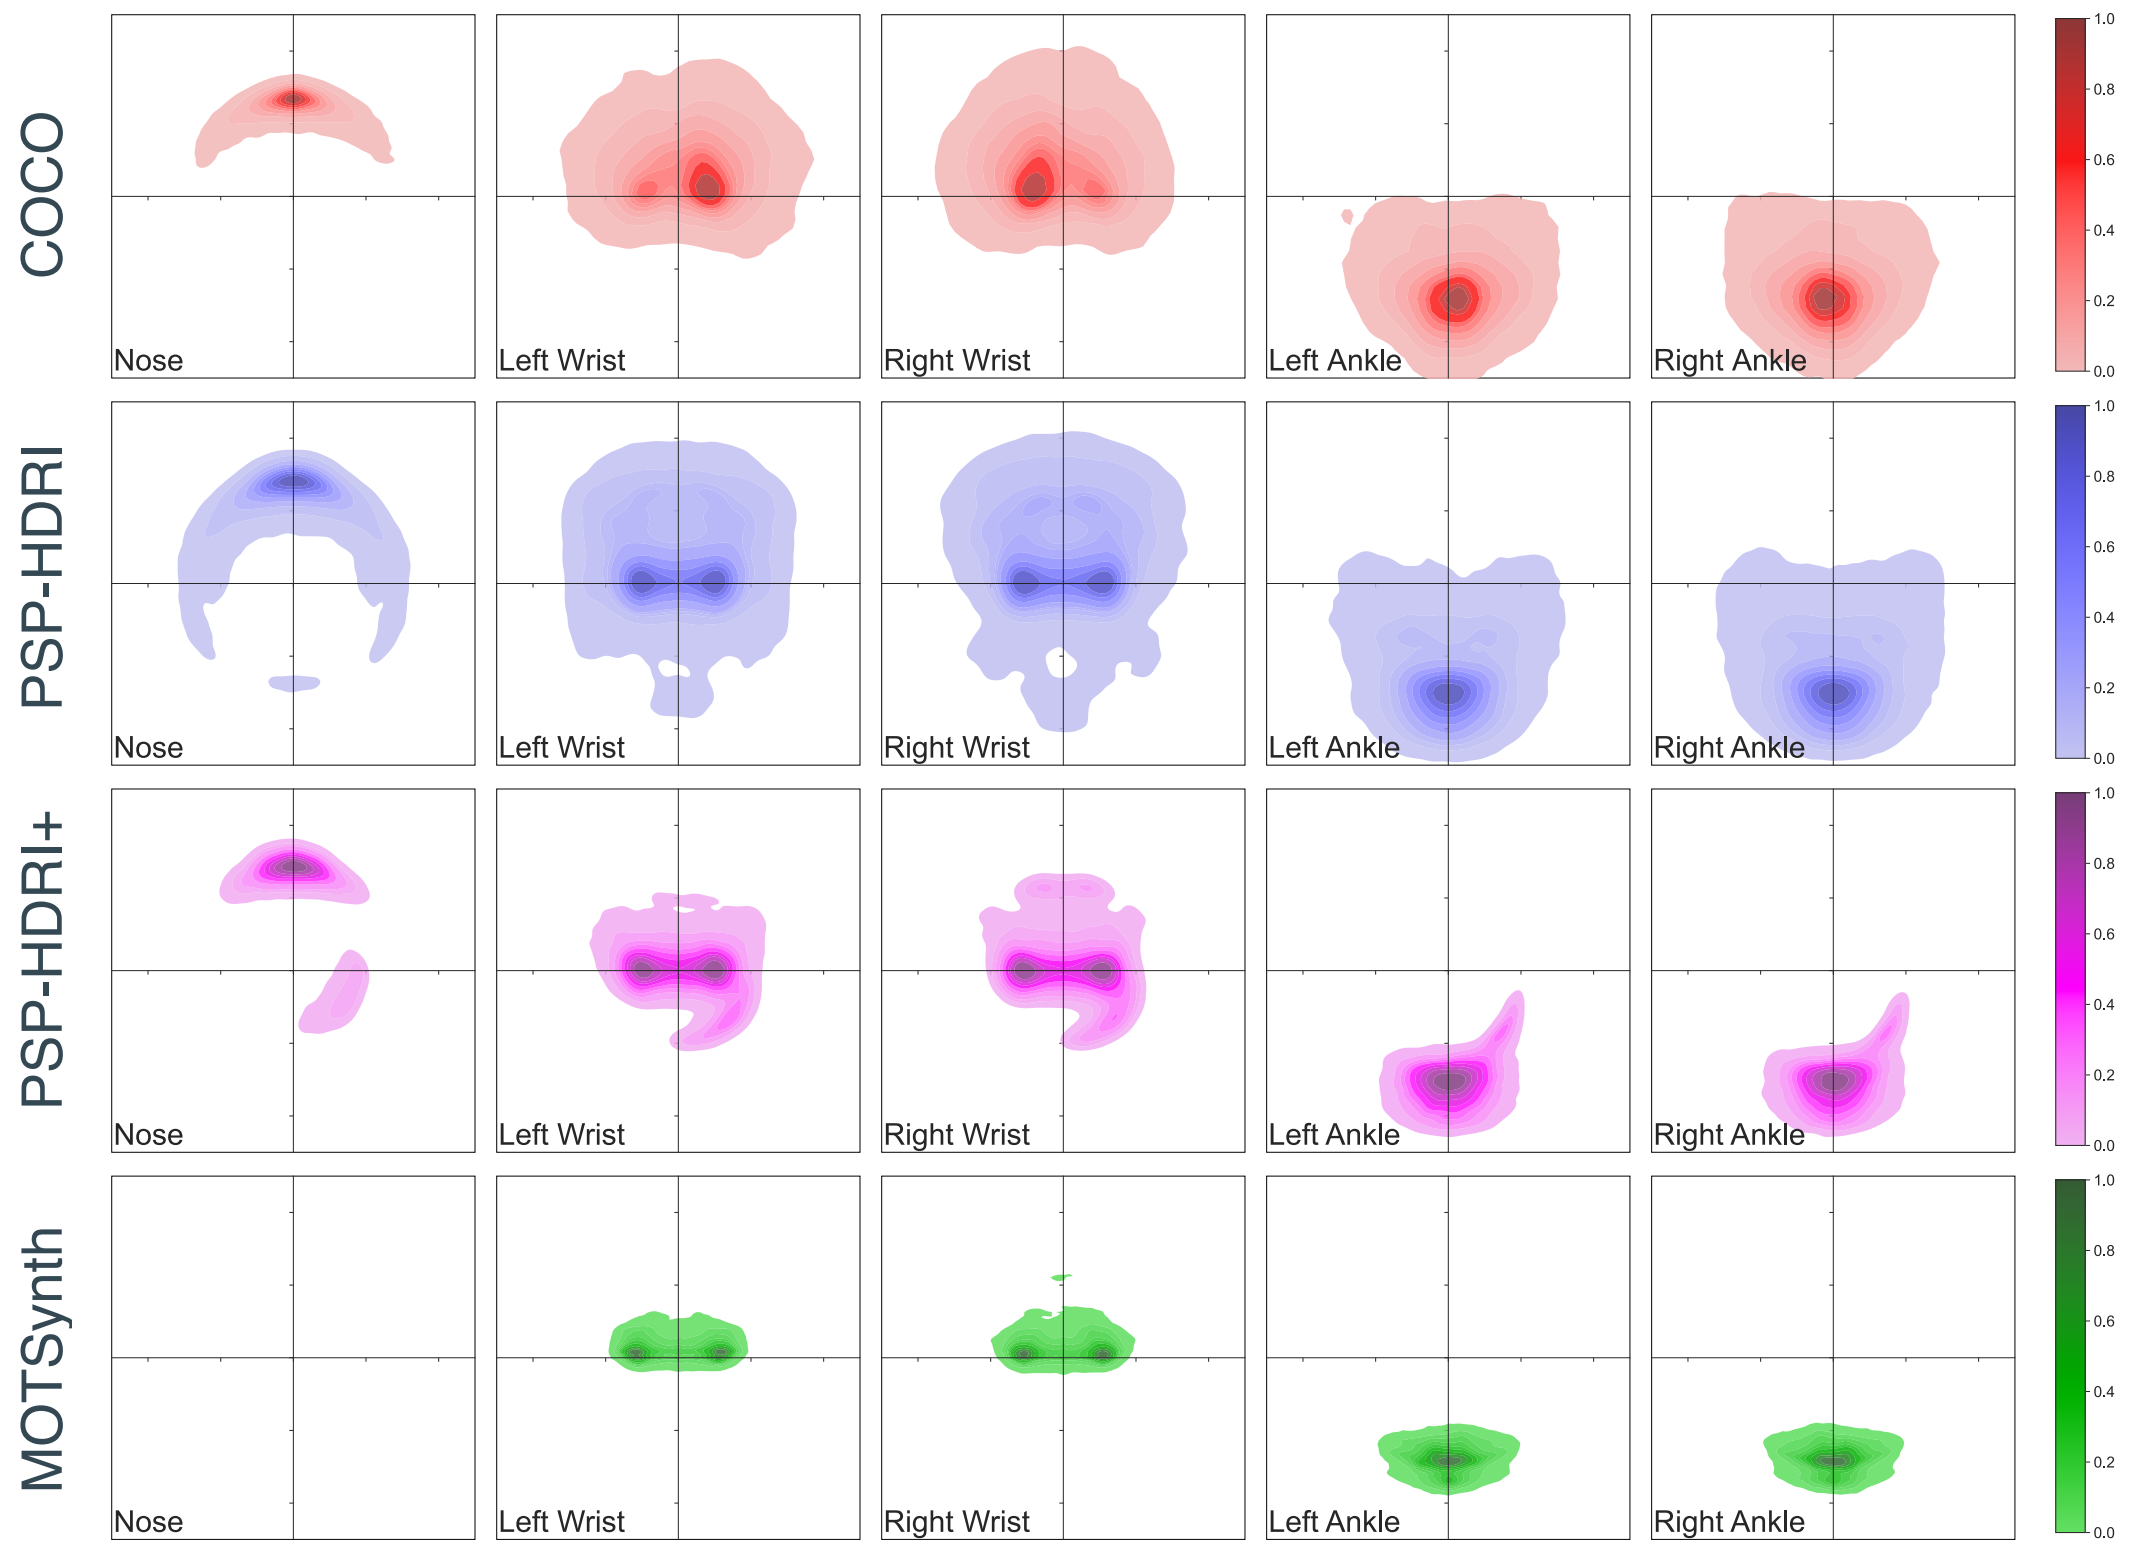 COCO
Nose
Left Wrist
Right Wrist
Left Ankle
Right Ankle
1.0
0.8
0.6
0.4
0.2
0.0
PSP-HDRI
Nose
Left Wrist
Right Wrist
Left Ankle
Right Ankle
1.0
0.8
0.6
0.4
0.2
0.0
PSP-HDRI+
Nose
Left Wrist
Right Wrist
Left Ankle
Right Ankle
1.0
0.8
0.6
0.4
0.2
0.0
MOTSynth
Nose
Left Wrist
Right Wrist
Left Ankle
Right Ankle
1.0
0.8
0.6
0.4
0.2
0.0